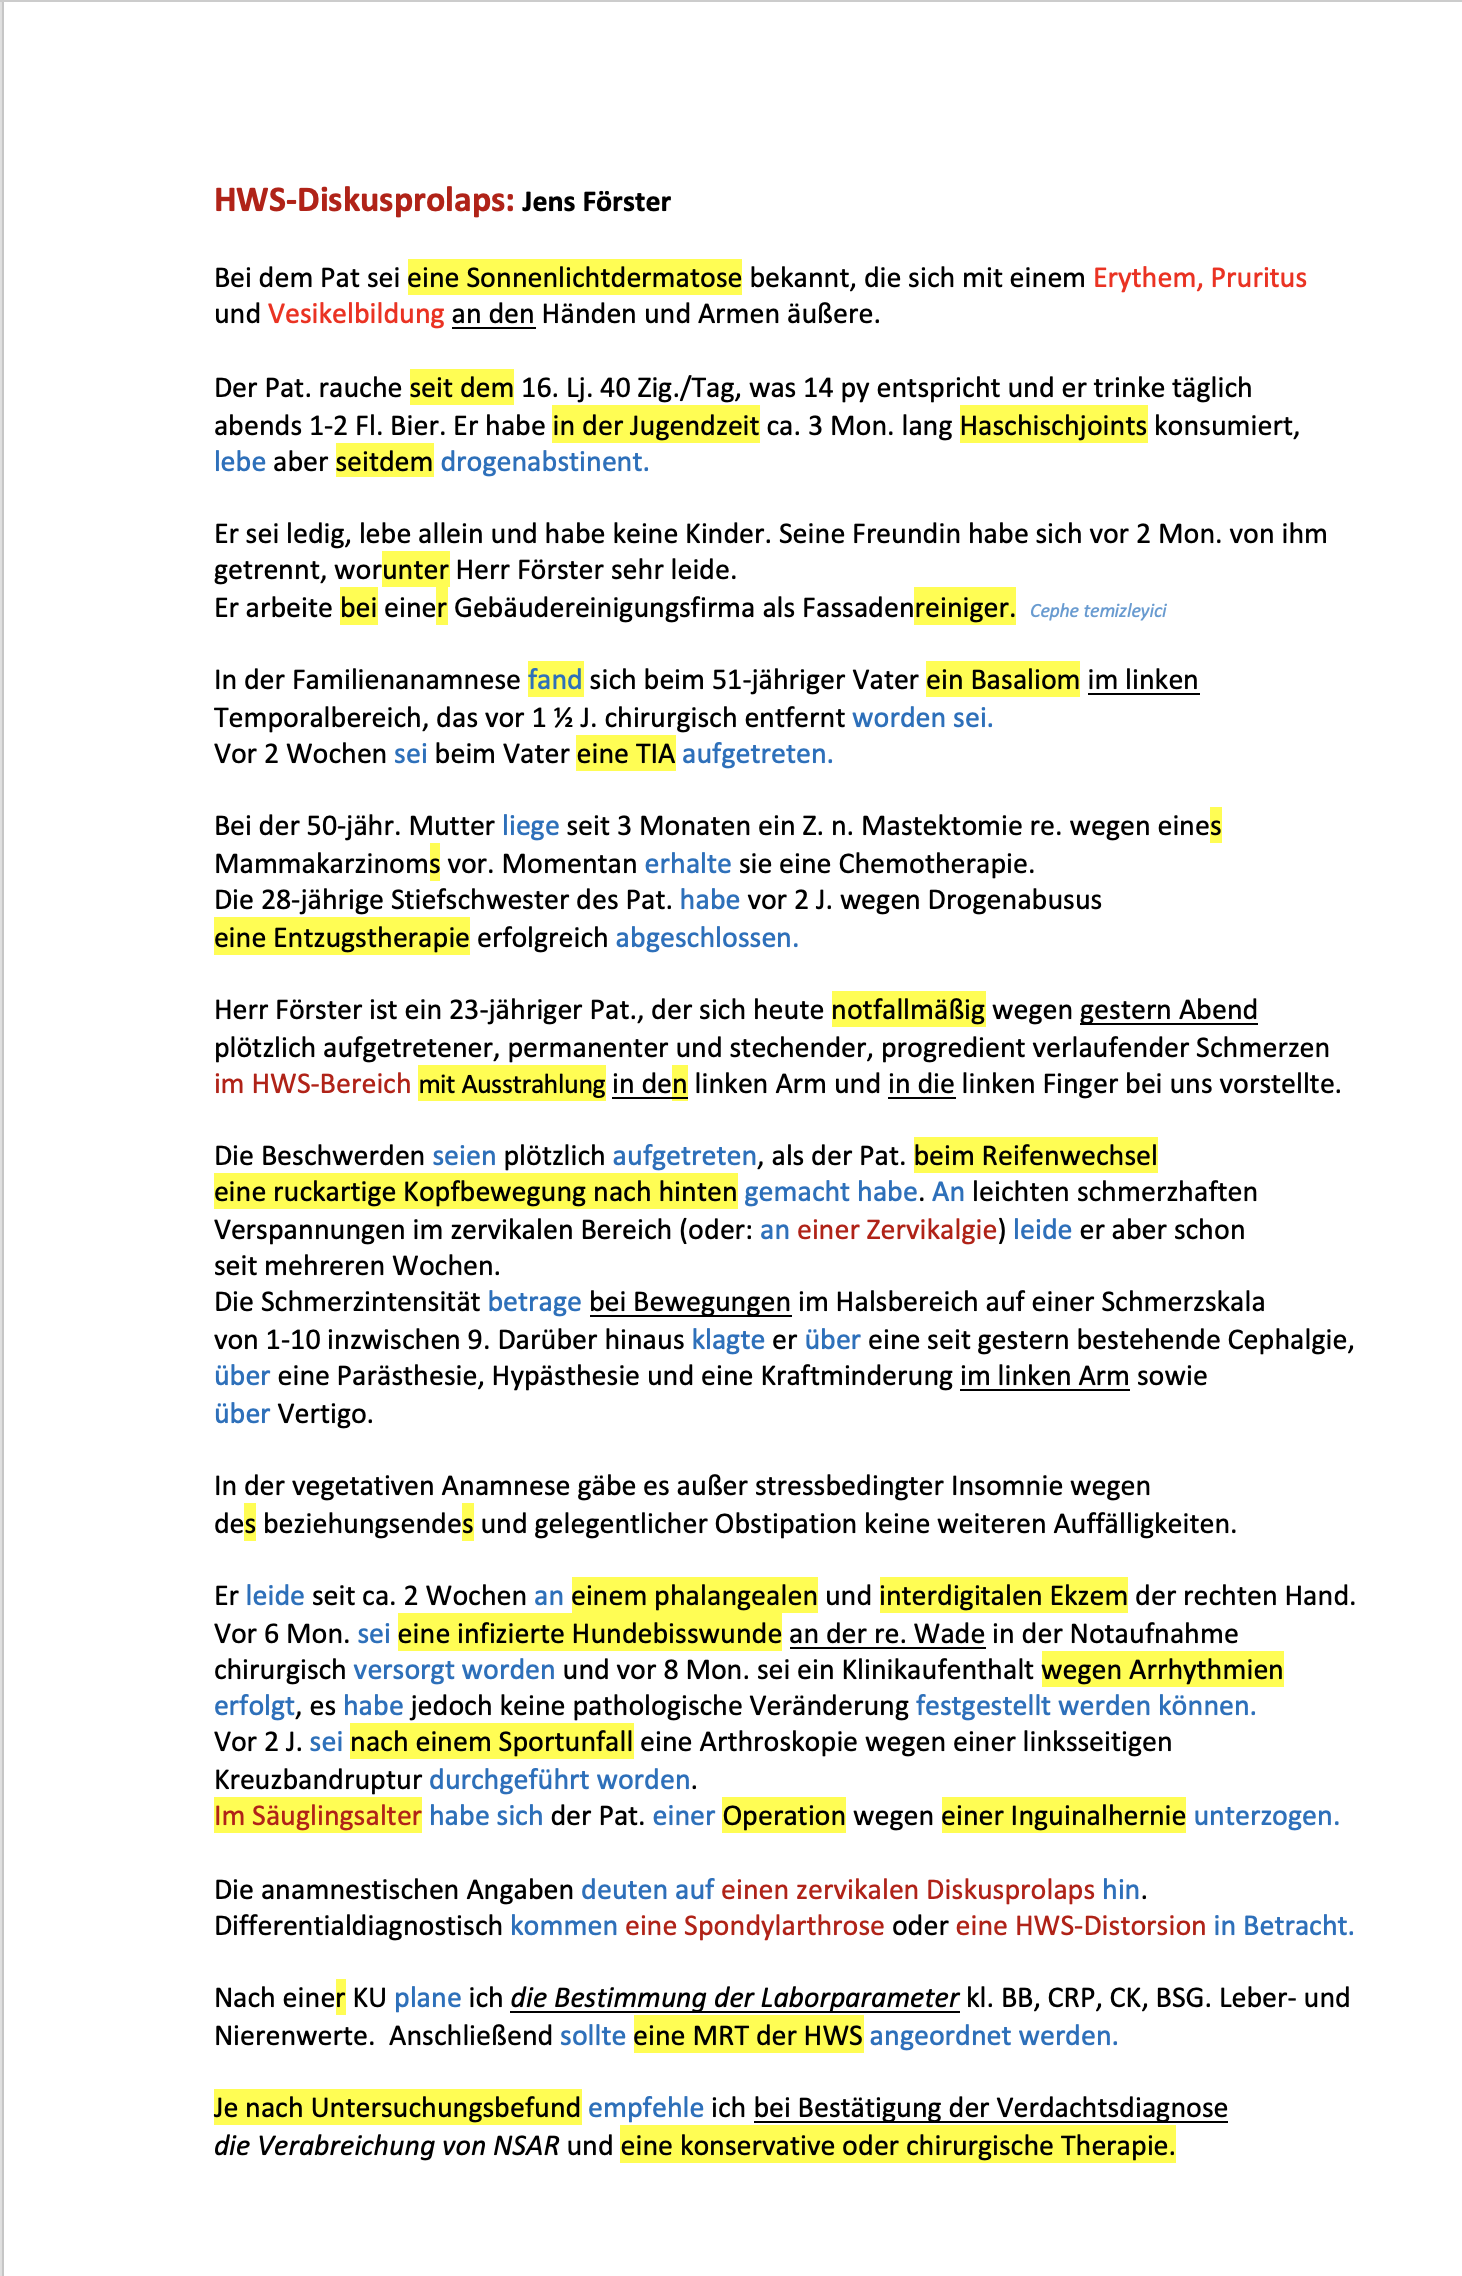 HWS-Diskusprolaps: Jens Förster
Bei dem Pat sei eine Sonnenlichtdermatose bekannt, die sich mit einem Erythem, Pruritus
und Vesikelbildung an den Händen und Armen äußere.
Der Pat. rauche seit dem 16. Lj. 40 Zig./Tag, was 14 py entspricht und er trinke täglich
abends 1-2 Fl. Bier. Er habe in der Jugendzeit ca. 3 Mon. lang Haschischjoints konsumiert,
lebe aber seitdem drogenabstinent.
Er sei ledig, lebe allein und habe keine Kinder. Seine Freundin habe sich vor 2 Mon. von ihm
getrennt, worunter Herr Förster sehr leide.
Er arbeite bei einer Gebäudereinigungsfirma als Fassadenreiniger. Cephe temizleyici
In der Familienanamnese fand sich beim 51-jähriger Vater ein Basaliom im linken
Temporalbereich, das vor 1 ½ J. chirurgisch entfernt worden sei.
Vor 2 Wochen sei beim Vater eine TIA aufgetreten.
Bei der 50-jähr. Mutter liege seit 3 Monaten ein Z. n. Mastektomie re. wegen eines
Mammakarzinoms vor. Momentan erhalte sie eine Chemotherapie.
Die 28-jährige Stiefschwester des Pat. habe vor 2 J. wegen Drogenabusus
eine Entzugstherapie erfolgreich abgeschlossen.
Herr Förster ist ein 23-jähriger Pat., der sich heute notfallmäßig wegen gestern Abend
plötzlich aufgetretener, permanenter und stechender, progredient verlaufender Schmerzen
im HWS-Bereich mit Ausstrahlung in den linken Arm und in die linken Finger bei uns vorstellte.
Die Beschwerden seien plötzlich aufgetreten, als der Pat. beim Reifenwechsel
eine ruckartige Kopfbewegung nach hinten gemacht habe. An leichten schmerzhaften
Verspannungen im zervikalen Bereich (oder: an einer Zervikalgie) leide er aber schon
seit mehreren Wochen.
Die Schmerzintensität betrage bei Bewegungen im Halsbereich auf einer Schmerzskala
von 1-10 inzwischen 9. Darüber hinaus klagte er über eine seit gestern bestehende Cephalgie,
über eine Parästhesie, Hypästhesie und eine Kraftminderung im linken Arm sowie
über Vertigo.
In der vegetativen Anamnese gäbe es außer stressbedingter Insomnie wegen
des beziehungsendes und gelegentlicher Obstipation keine weiteren Auffälligkeiten.
Er leide seit ca. 2 Wochen an einem phalangealen und interdigitalen Ekzem der rechten Hand.
Vor 6 Mon. sei eine infizierte Hundebisswunde an der re. Wade in der Notaufnahme
chirurgisch versorgt worden und vor 8 Mon. sei ein Klinikaufenthalt wegen Arrhythmien
erfolgt, es habe jedoch keine pathologische Veränderung festgestellt werden können.
Vor 2 J. sei nach einem Sportunfall eine Arthroskopie wegen einer linksseitigen
Kreuzbandruptur durchgeführt worden.
Im Säuglingsalter habe sich der Pat. einer Operation wegen einer Inguinalhernie unterzogen.
Die anamnestischen Angaben deuten auf einen zervikalen Diskusprolaps hin.
Differentialdiagnostisch kommen eine Spondylarthrose oder eine HWS-Distorsion in Betracht.
Nach einer KU plane ich die Bestimmung der Laborparameter kl. BB, CRP, CK, BSG. Leber- und
Nierenwerte. Anschließend sollte eine MRT der HWS angeordnet werden.
Je nach Untersuchungsbefund empfehle ich bei Bestätigung der Verdachtsdiagnose
die Verabreichung von NSAR und eine konservative oder chirurgische Therapie.